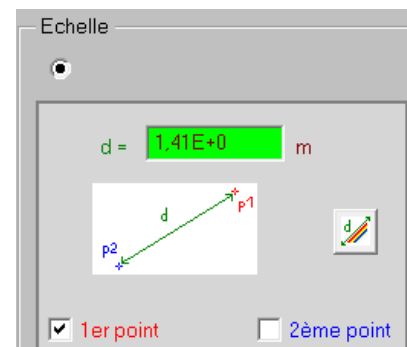 Echelle
d = 1,41E+0 m
p1
d
d
p2
1er point 2ème point